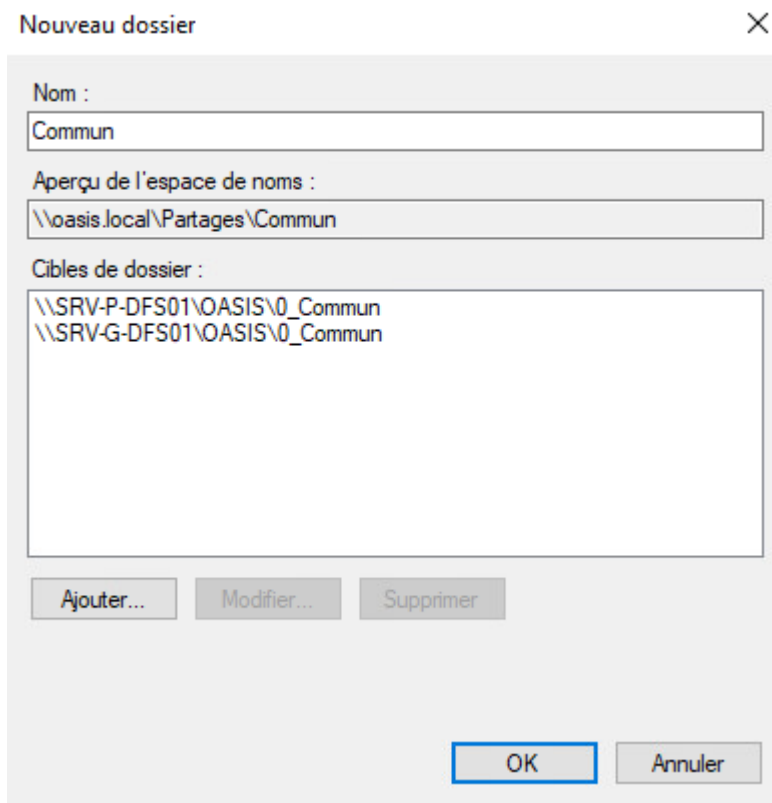 Nouveau dossier
Nom :
Commun
Aperçu de l'espace de noms :
\\oasis.local\Partages\Commun
Cibles de dossier :
\\SRV-P-DFS01\OASIS\0_Commun
\\SRV-G-DFS01\OASIS\0_Commun
Ajouter... Modifier... Supprimer
OK Annuler